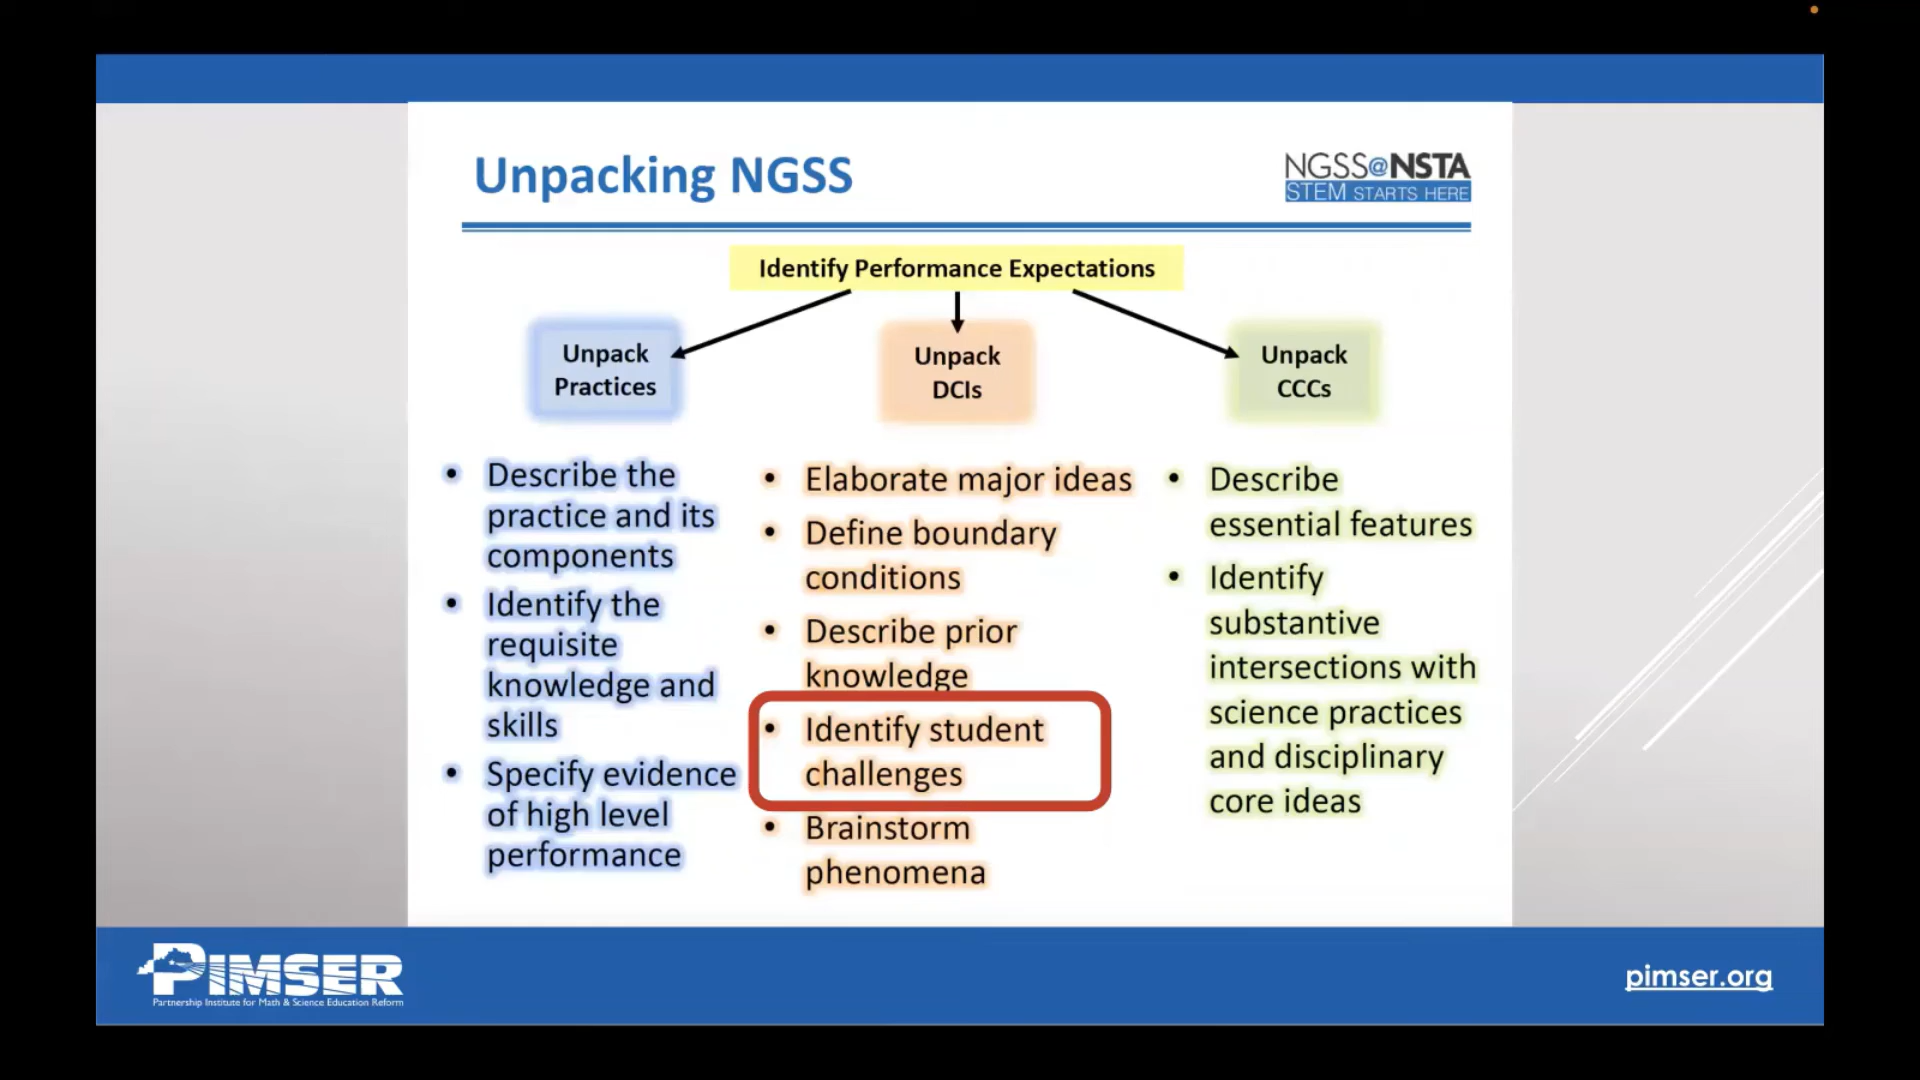 Unpacking NGSS
NGSS@NSTA
STEM STARTS HERE
Identify Performance Expectations
Unpack
Practices
Unpack
DCIs
Unpack
CCCs
• Describe the
practice and its
components
• Identify the
requisite
knowledge and
skills
• Specify evidence
of high level
performance
• Elaborate major ideas
• Define boundary
conditions
• Describe prior
knowledge
• Identify student
challenges
• Brainstorm
phenomena
• Describe
essential features
• Identify
substantive
intersections with
science practices
and disciplinary
core ideas
PIMSER
Partnership Institute for Math & Science Education Reform
pimser.org